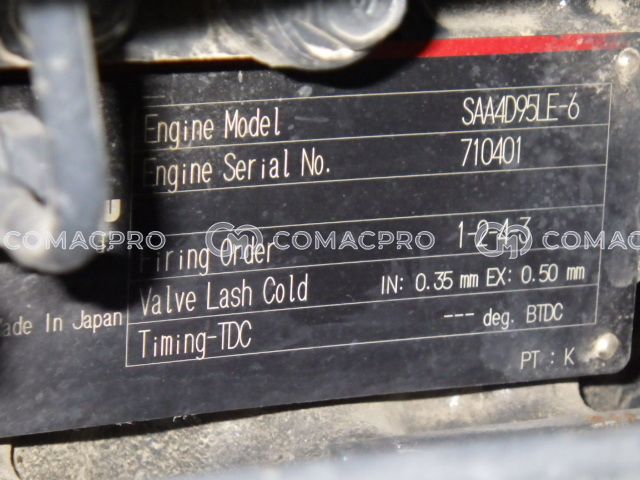 Engine Model SAA4D95LE-6
Engine Serial No. 710401
U
COMACPRO COMACPRO COMACPRO
Firing Order 1-2-4-3
Valve Lash Cold IN: 0.35 mm EX: 0.50 mm
Made In Japan
Timing-TDC --- deg. BTDC
PT : K